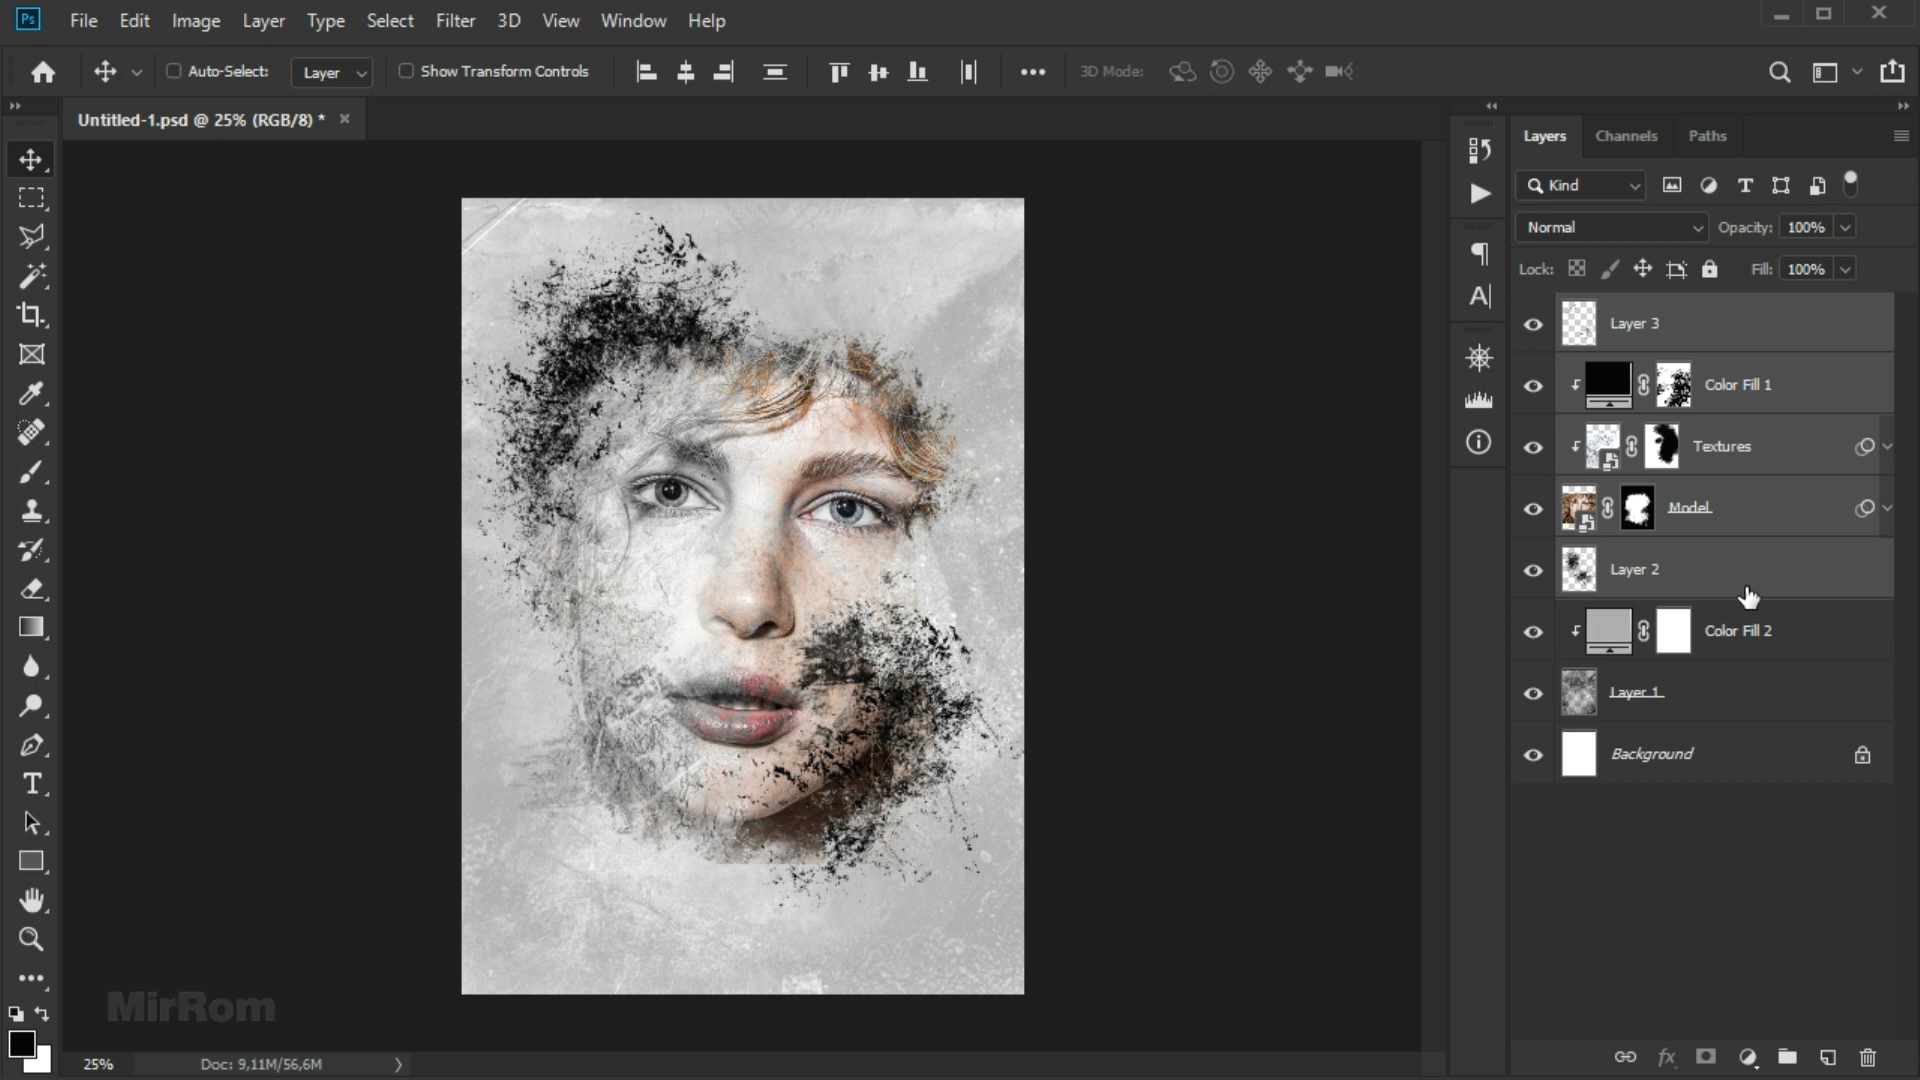 Ps
File Edit Image Layer Type Select Filter 3D View Window Help
Auto-Select: Layer Show Transform Controls 3D Mode:
Untitled-1.psd @ 25% (RGB/8) *
Layers Channels Paths
Kind
Normal Opacity: 100%
Lock: Fill: 100%
Layer 3
Color Fill 1
Textures
Model
Layer 2
Color Fill 2
Layer 1
Background
MirRom
25% Doc: 9,11M/56,6M